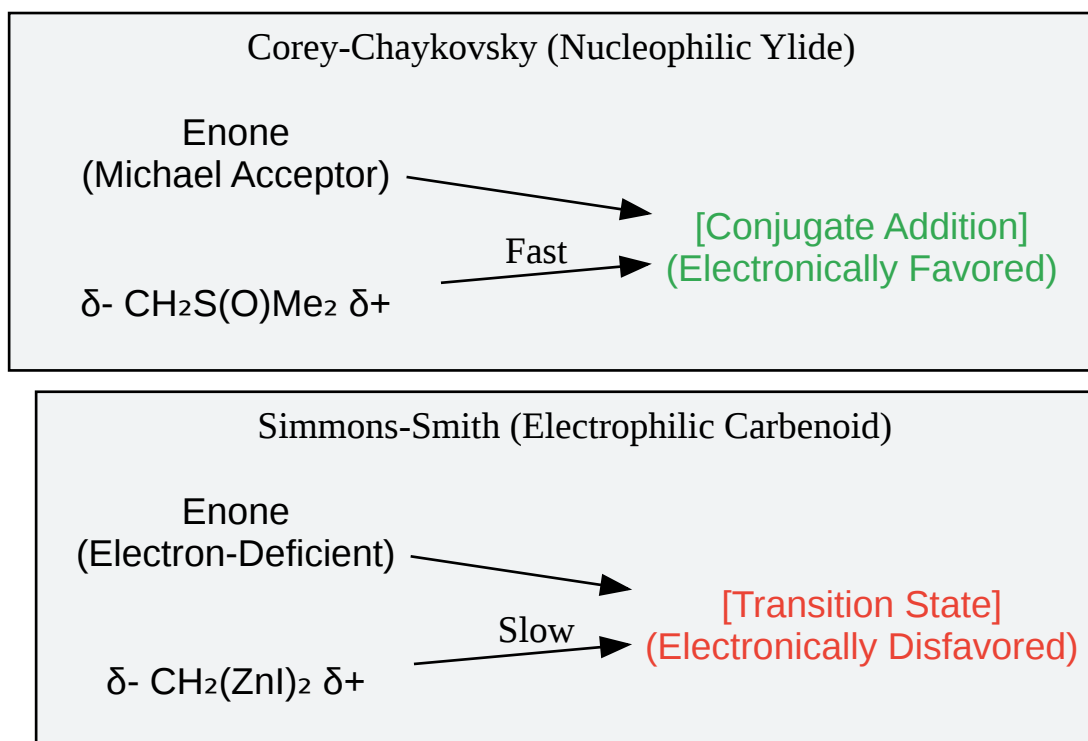 Corey-Chaykovsky (Nucleophilic Ylide)
Enone
(Michael Acceptor)
[Conjugate Addition]
(Electronically Favored)
Fast
δ- CH₂S(O)Me₂ δ+
Simmons-Smith (Electrophilic Carbenoid)
Enone
(Electron-Deficient)
[Transition State]
(Electronically Disfavored)
Slow
δ- CH₂(ZnI)₂ δ+